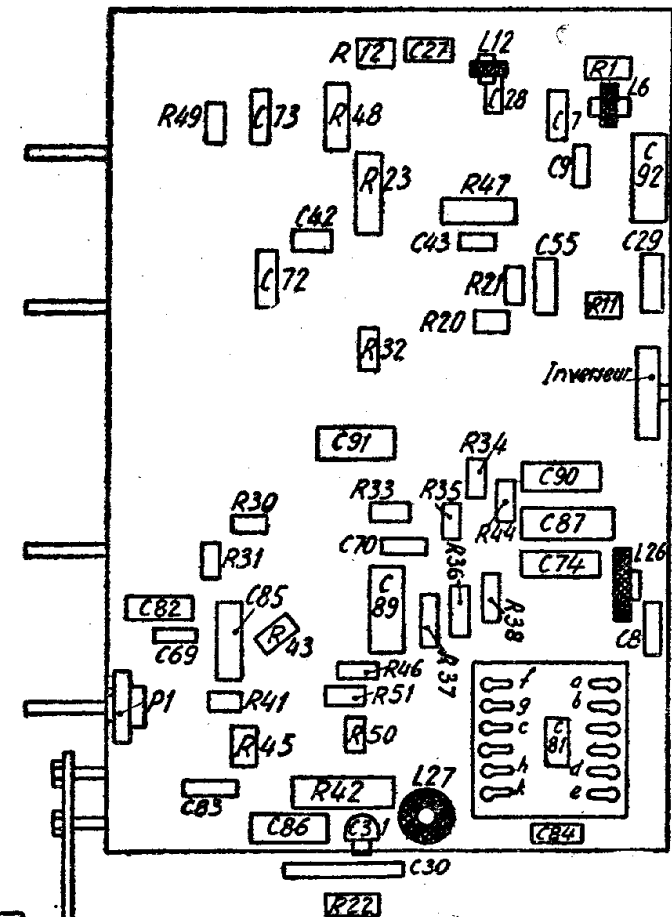 R 12 C27 L12
R1
L6
C28
R49 C73 R48 C7
C9 C92
R23 R47
C42 C43 C55 C29
C72 R21 R11
R20
R32
Inverseur
C91 R34 C90
R30 R33 R35 R44 C87
C70 R36 C74 L26
R31
C82 C85 C89 R38 C8
C69 R43 R37
R46
P1 R41 R51
f a
g b
c C81
R45 R50
h d
k e
C83 R42 L27
C86 C31 C84
C30
R22